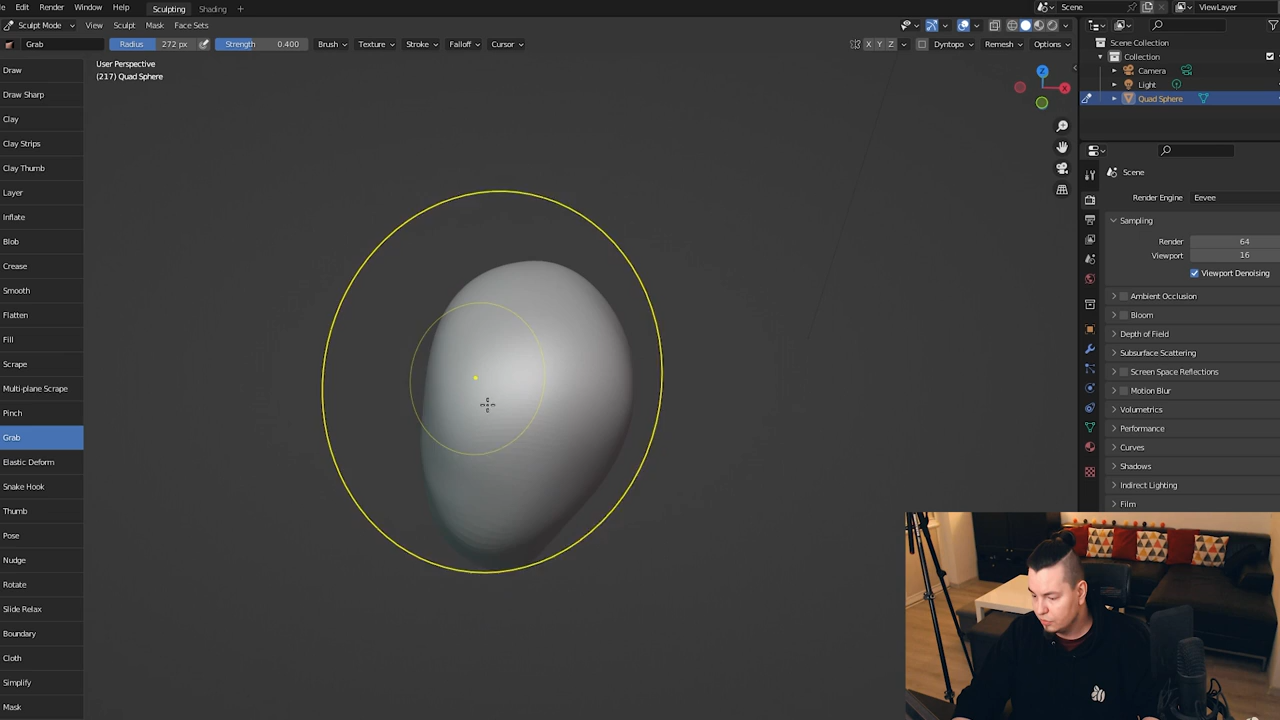 Edit Render Window Help Sculpting Shading + Scene ViewLayer
Sculpt Mode View Sculpt Mask Face Sets
Grab Radius 272 px Strength 0.400 Brush Texture Stroke Falloff Cursor X Y Z Dyntopo Remesh Options
Draw
Draw Sharp
Clay
Clay Strips
Clay Thumb
Layer
Inflate
Blob
Crease
Smooth
Flatten
Fill
Scrape
Multi-plane Scrape
Pinch
Grab
Elastic Deform
Snake Hook
Thumb
Pose
Nudge
Rotate
Slide Relax
Boundary
Cloth
Simplify
Mask
User Perspective
(217) Quad Sphere
Z
X
Scene Collection
Collection
Camera
Light
Quad Sphere
Scene
Render Engine Eevee
Sampling
Render 64
Viewport 16
Viewport Denoising
Ambient Occlusion
Bloom
Depth of Field
Subsurface Scattering
Screen Space Reflections
Motion Blur
Volumetrics
Performance
Curves
Shadows
Indirect Lighting
Film